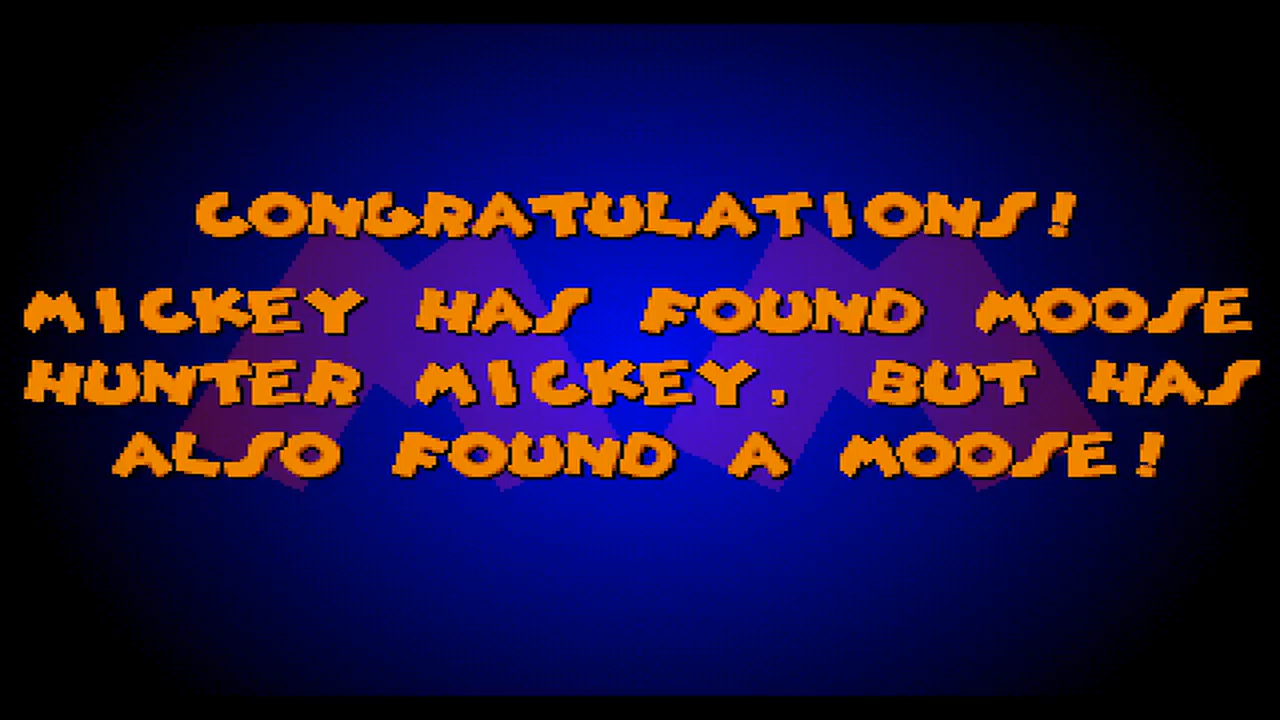 CONGRATULATIONS!
MICKEY HAS FOUND MOOSE
HUNTER MICKEY, BUT HAS
ALSO FOUND A MOOSE!